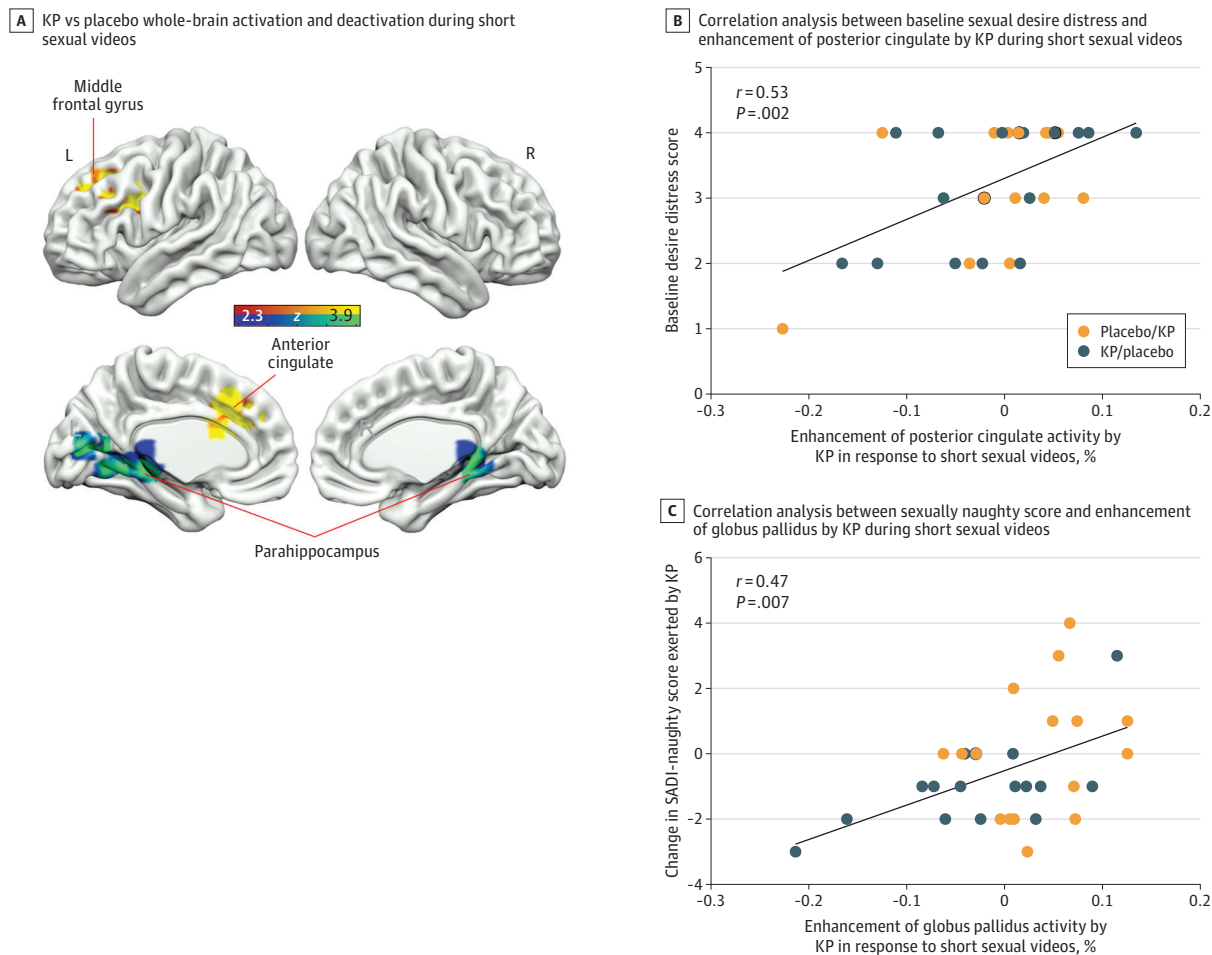 A KP vs placebo whole-brain activation and deactivation during short
sexual videos
Middle
frontal gyrus
L
R
2.3 z 3.9
Anterior
cingulate
L
R
Parahippocampus
B Correlation analysis between baseline sexual desire distress and
enhancement of posterior cingulate by KP during short sexual videos
r = 0.53
P = .002
Baseline desire distress score
5
4
3
2
1
0
Placebo/KP
KP/placebo
-0.3 -0.2 -0.1 0 0.1 0.2
Enhancement of posterior cingulate activity by
KP in response to short sexual videos, %
C Correlation analysis between sexually naughty score and enhancement
of globus pallidus by KP during short sexual videos
r = 0.47
P = .007
Change in SADI-naughty score exerted by KP
6
4
2
0
-2
-4
-0.3 -0.2 -0.1 0 0.1 0.2
Enhancement of globus pallidus activity by
KP in response to short sexual videos, %